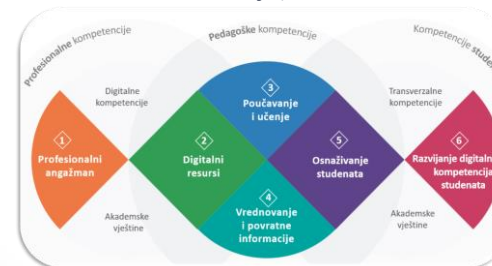 Profesionalne kompetencije
Pedagoške kompetencije
Kompetencije
Digitalne
kompetencije
Transverzalne
kompetencije
1
Profesionalni
angažman
2
Digitalni
resursi
3
Poučavanje
i učenje
4
Vrednovanje
i povratne
informacije
5
Osnaživanje
studenata
6
Razvijanje digitalnih
kompetencija
studenata
Akademske
vještine
Akademske
vještine